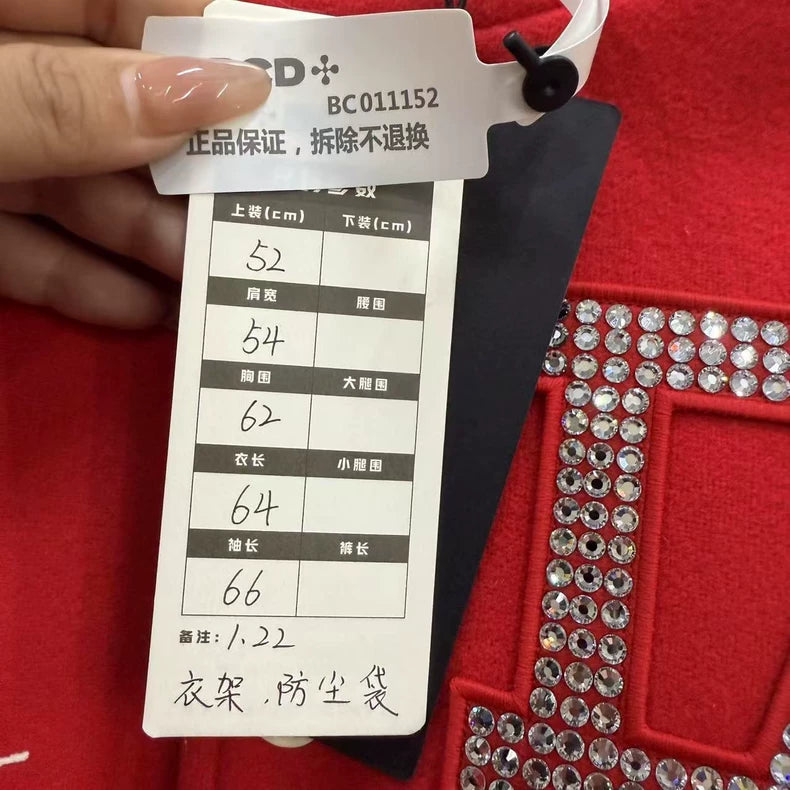 CD
BC011152
正品保证，拆除不退换
数
上装(cm) 下装(cm)
52
肩宽 腰围
54
胸围 大腿围
62
衣长 小腿围
64
袖长 裤长
66
备注：1.22
衣架、防尘袋